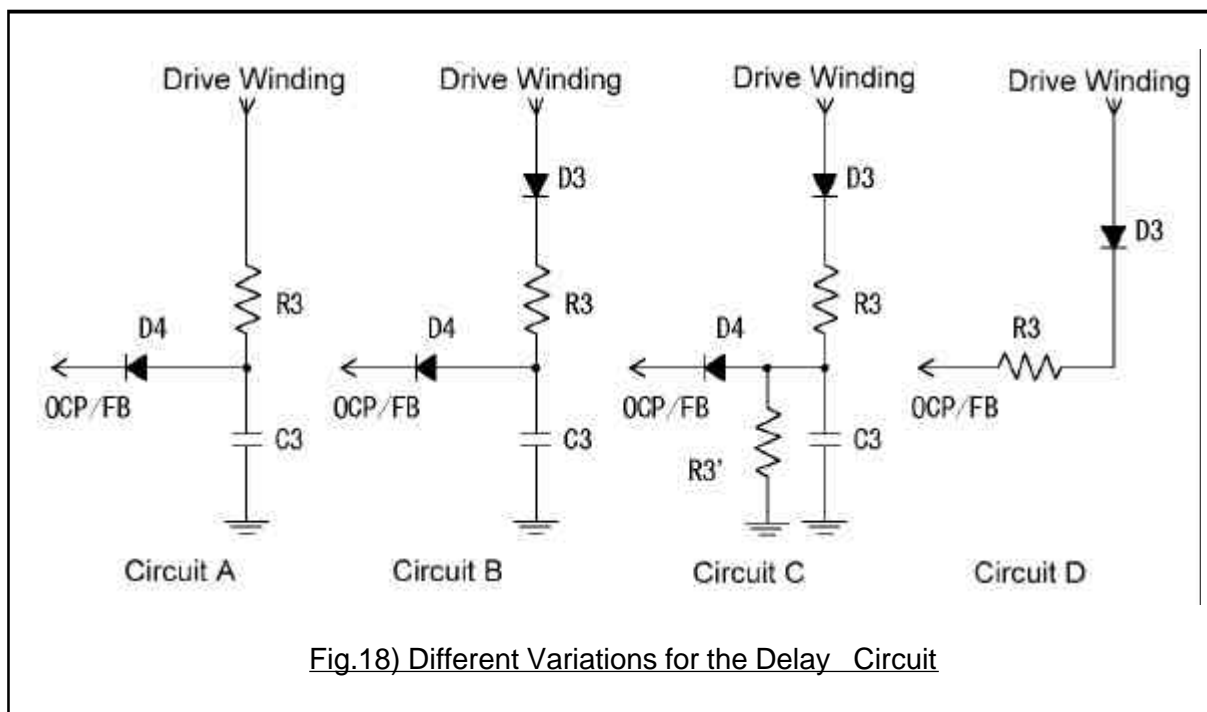 Drive Winding Drive Winding Drive Winding Drive Winding
D3 D3
D3
R3 R3 R3
D4 D4 D4 R3
OCP/FB OCP/FB OCP/FB OCP/FB
C3 C3 R3' C3
Circuit A Circuit B Circuit C Circuit D
Fig.18) Different Variations for the Delay Circuit